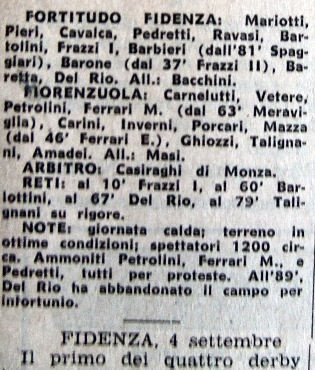 FORTITUDO FIDENZA: Mariotti,
Pieri, Cavalca, Pedretti, Ravasi, Bar-
tolini, Frazzi I, Barbieri (dall'81' Spag-
giari), Barone (dal 37' Frazzi II), Ba-
retta, Del Rio. All.: Bacchini.
FIORENZUOLA: Carnelutti, Vetere,
Petrolini, Ferrari M. (dal 63' Meravi-
glia), Carini, Inverni, Porcari, Mazza
(dal 46' Ferrari E.), Ghiozzi, Taligna-
ni, Amadei. All.: Masi.
ARBITRO: Casiraghi di Monza.
RETI: al 10' Frazzi I, al 60' Bar-
lottini, al 67' Del Rio, al 79' Tali-
gnani su rigore.
NOTE: giornata calda; terreno in
ottime condizioni; spettatori 1200 cir-
ca. Ammoniti Petrolini, Ferrari M., e
Pedretti, tutti per proteste. All'89',
Del Rio ha abbandonato il campo per
infortunio.
FIDENZA, 4 settembre
Il primo dei quattro derby